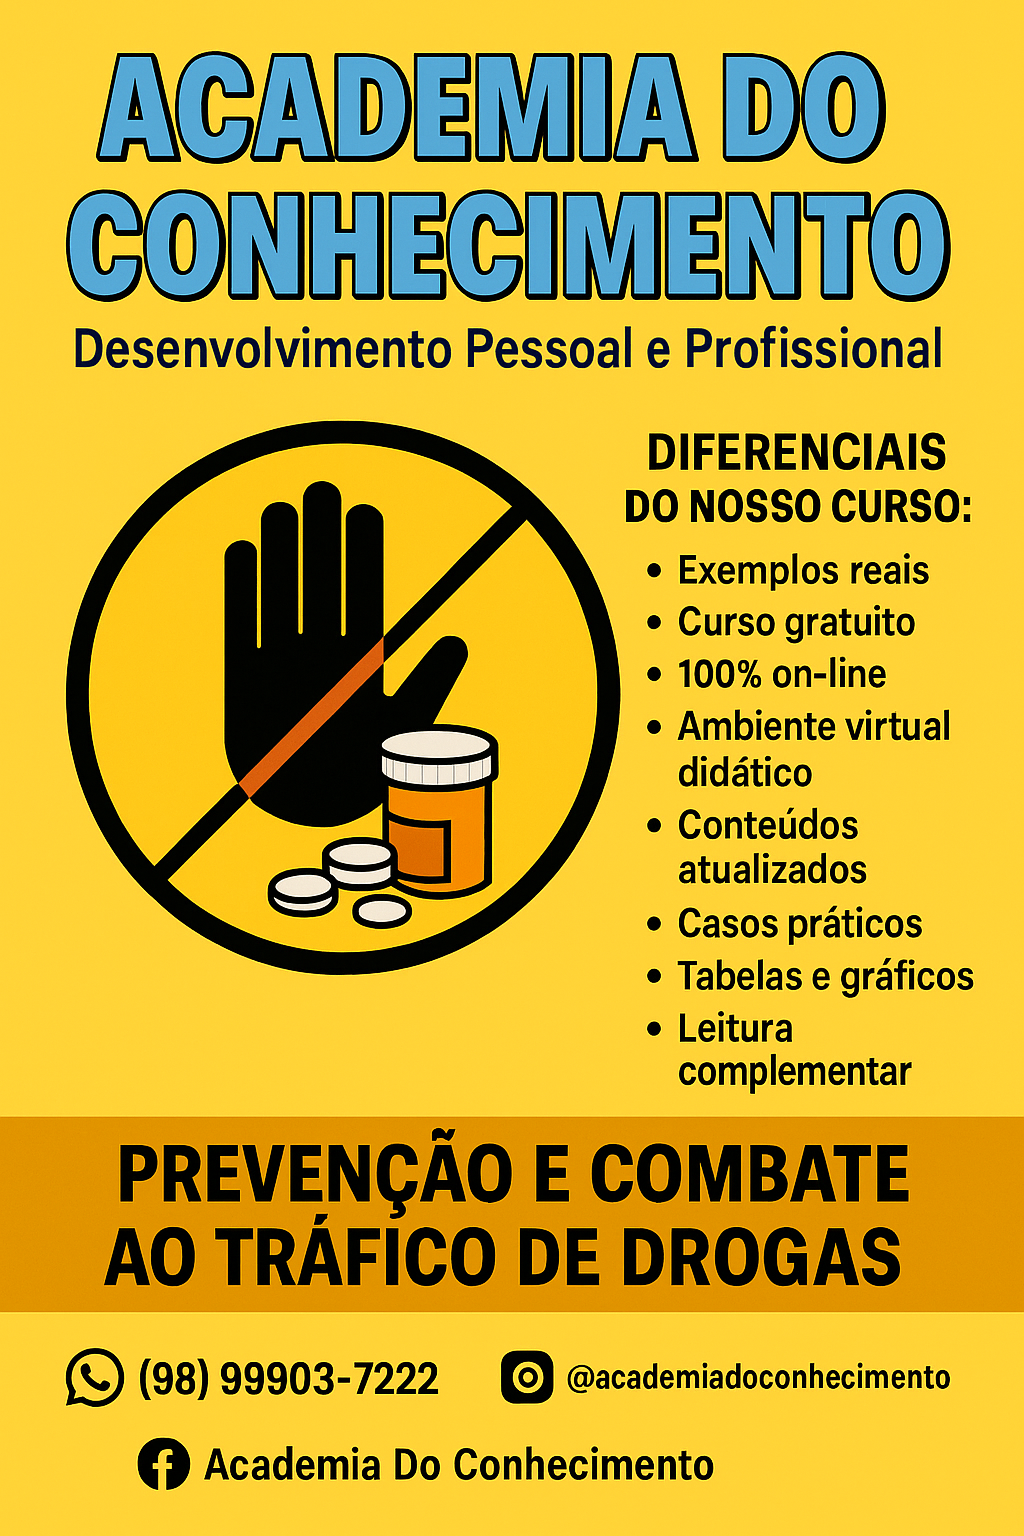 ACADEMIA DO
CONHECIMENTO
Desenvolvimento Pessoal e Profissional
DIFERENCIAIS
DO NOSSO CURSO:
• Exemplos reais
• Curso gratuito
• 100% on-line
• Ambiente virtual
didático
• Conteúdos
atualizados
• Casos práticos
• Tabelas e gráficos
• Leitura
complementar
PREVENÇÃO E COMBATE
AO TRÁFICO DE DROGAS
(98) 99903-7222
@academiadoconhecimento
Academia Do Conhecimento